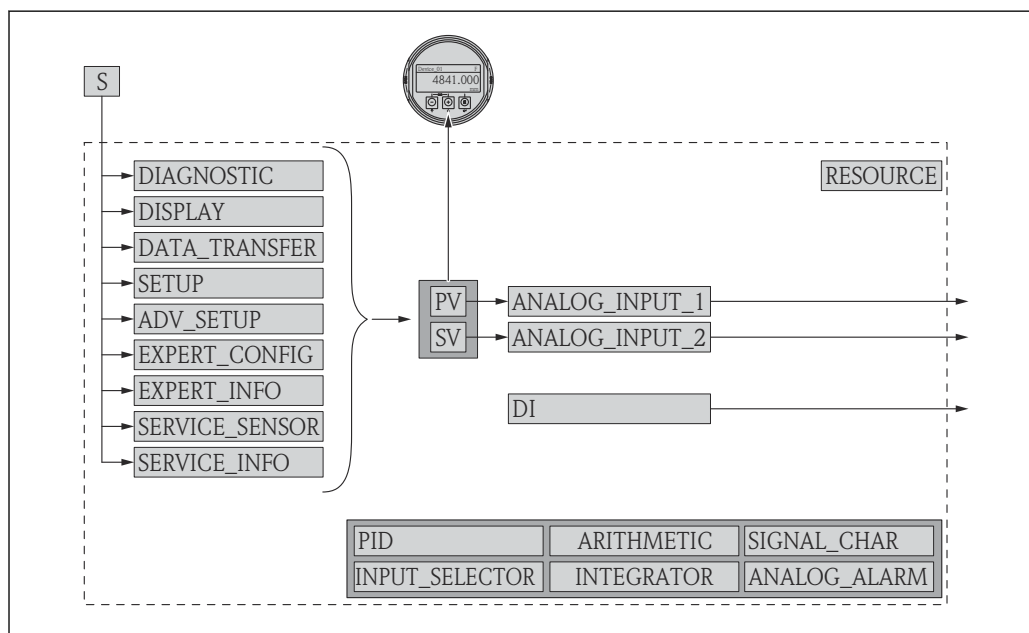 S
Device_01
4841.000
DIAGNOSTIC
DISPLAY
DATA_TRANSFER
SETUP
ADV_SETUP
EXPERT_CONFIG
EXPERT_INFO
SERVICE_SENSOR
SERVICE_INFO
RESOURCE
PV
SV
ANALOG_INPUT_1
ANALOG_INPUT_2
DI
PID
ARITHMETIC
SIGNAL_CHAR
INPUT_SELECTOR
INTEGRATOR
ANALOG_ALARM